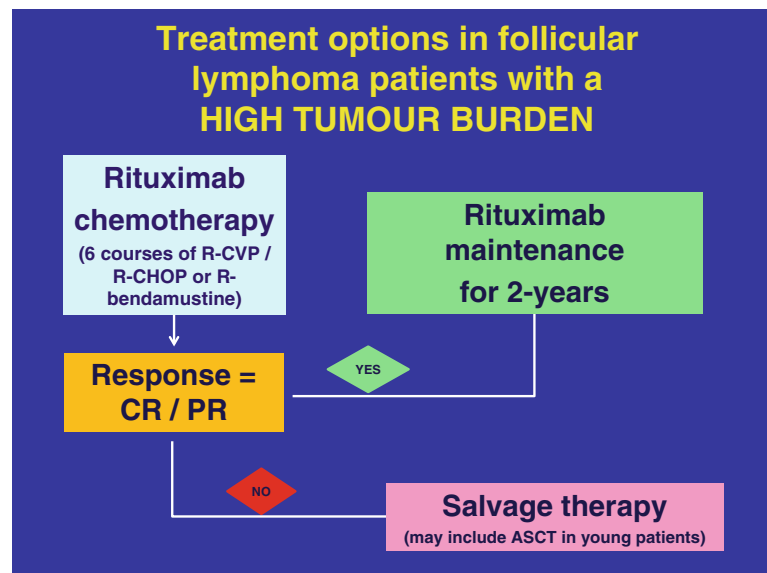 Treatment options in follicular
lymphoma patients with a
HIGH TUMOUR BURDEN
Rituximab
chemotherapy
(6 courses of R-CVP /
R-CHOP or R-
bendamustine)
Rituximab
maintenance
for 2-years
Response =
CR / PR
YES
NO
Salvage therapy
(may include ASCT in young patients)